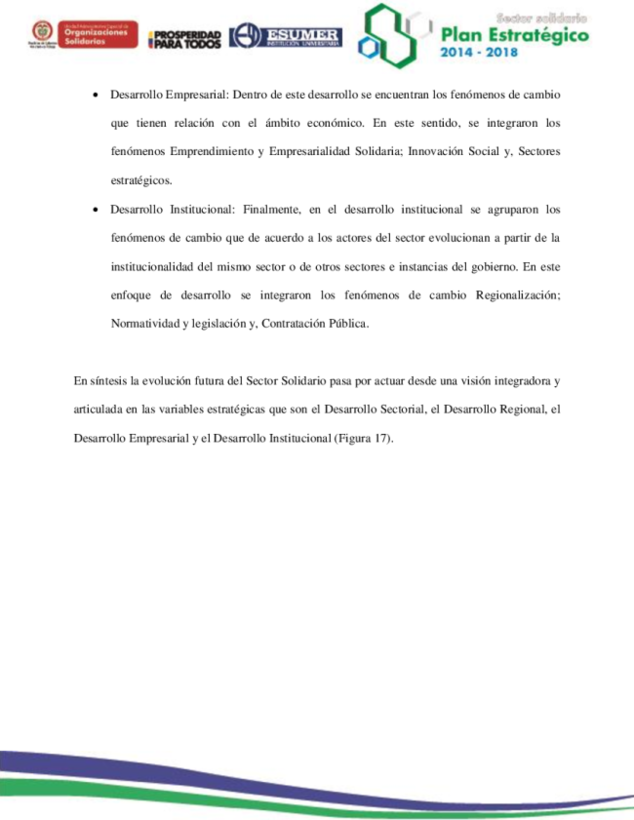 Unidad Administrativa Especial de
Organizaciones
Solidarias
PROSPERIDAD
PARA TODOS
ESUMER
INSTITUCIÓN UNIVERSITARIA
Sector solidario
Plan Estratégico
2014 - 2018
• Desarrollo Empresarial: Dentro de este desarrollo se encuentran los fenómenos de cambio
que tienen relación con el ámbito económico. En este sentido, se integraron los
fenómenos Emprendimiento y Empresarialidad Solidaria; Innovación Social y, Sectores
estratégicos.
• Desarrollo Institucional: Finalmente, en el desarrollo institucional se agruparon los
fenómenos de cambio que de acuerdo a los actores del sector evolucionan a partir de la
institucionalidad del mismo sector o de otros sectores e instancias del gobierno. En este
enfoque de desarrollo se integraron los fenómenos de cambio Regionalización;
Normatividad y legislación y, Contratación Pública.
En síntesis la evolución futura del Sector Solidario pasa por actuar desde una visión integradora y
articulada en las variables estratégicas que son el Desarrollo Sectorial, el Desarrollo Regional, el
Desarrollo Empresarial y el Desarrollo Institucional (Figura 17).